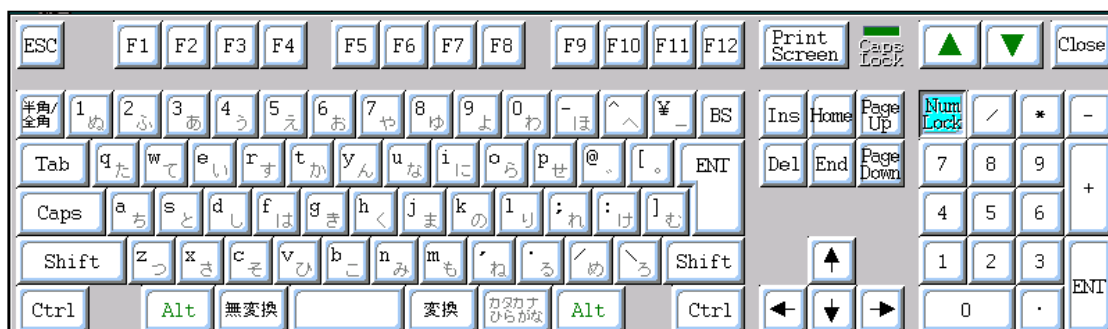 ESC F1 F2 F3 F4 F5 F6 F7 F8 F9 F10 F11 F12 Print Screen Caps Lock ▲ ▼ Close
半角/全角 1ぬ 2ふ 3あ 4う 5え 6お 7や 8ゆ 9よ 0わ -ほ ^へ ¥_ BS Ins Home Page Up Num Lock / * -
Tab qた wて eい rす tか yん uな iに oら pせ @゛ [。 ENT Del End Page Down 7 8 9 +
Caps aち sと dし fは gき hく jま kの lり ;れ :け ]む 4 5 6
Shift zつ xさ cそ vひ bこ nみ mも ,ね .る /め \ろ Shift ↑ 1 2 3 ENT
Ctrl Alt 無変換 変換 カタカナ ひらがな Alt Ctrl ← ↓ → 0 .